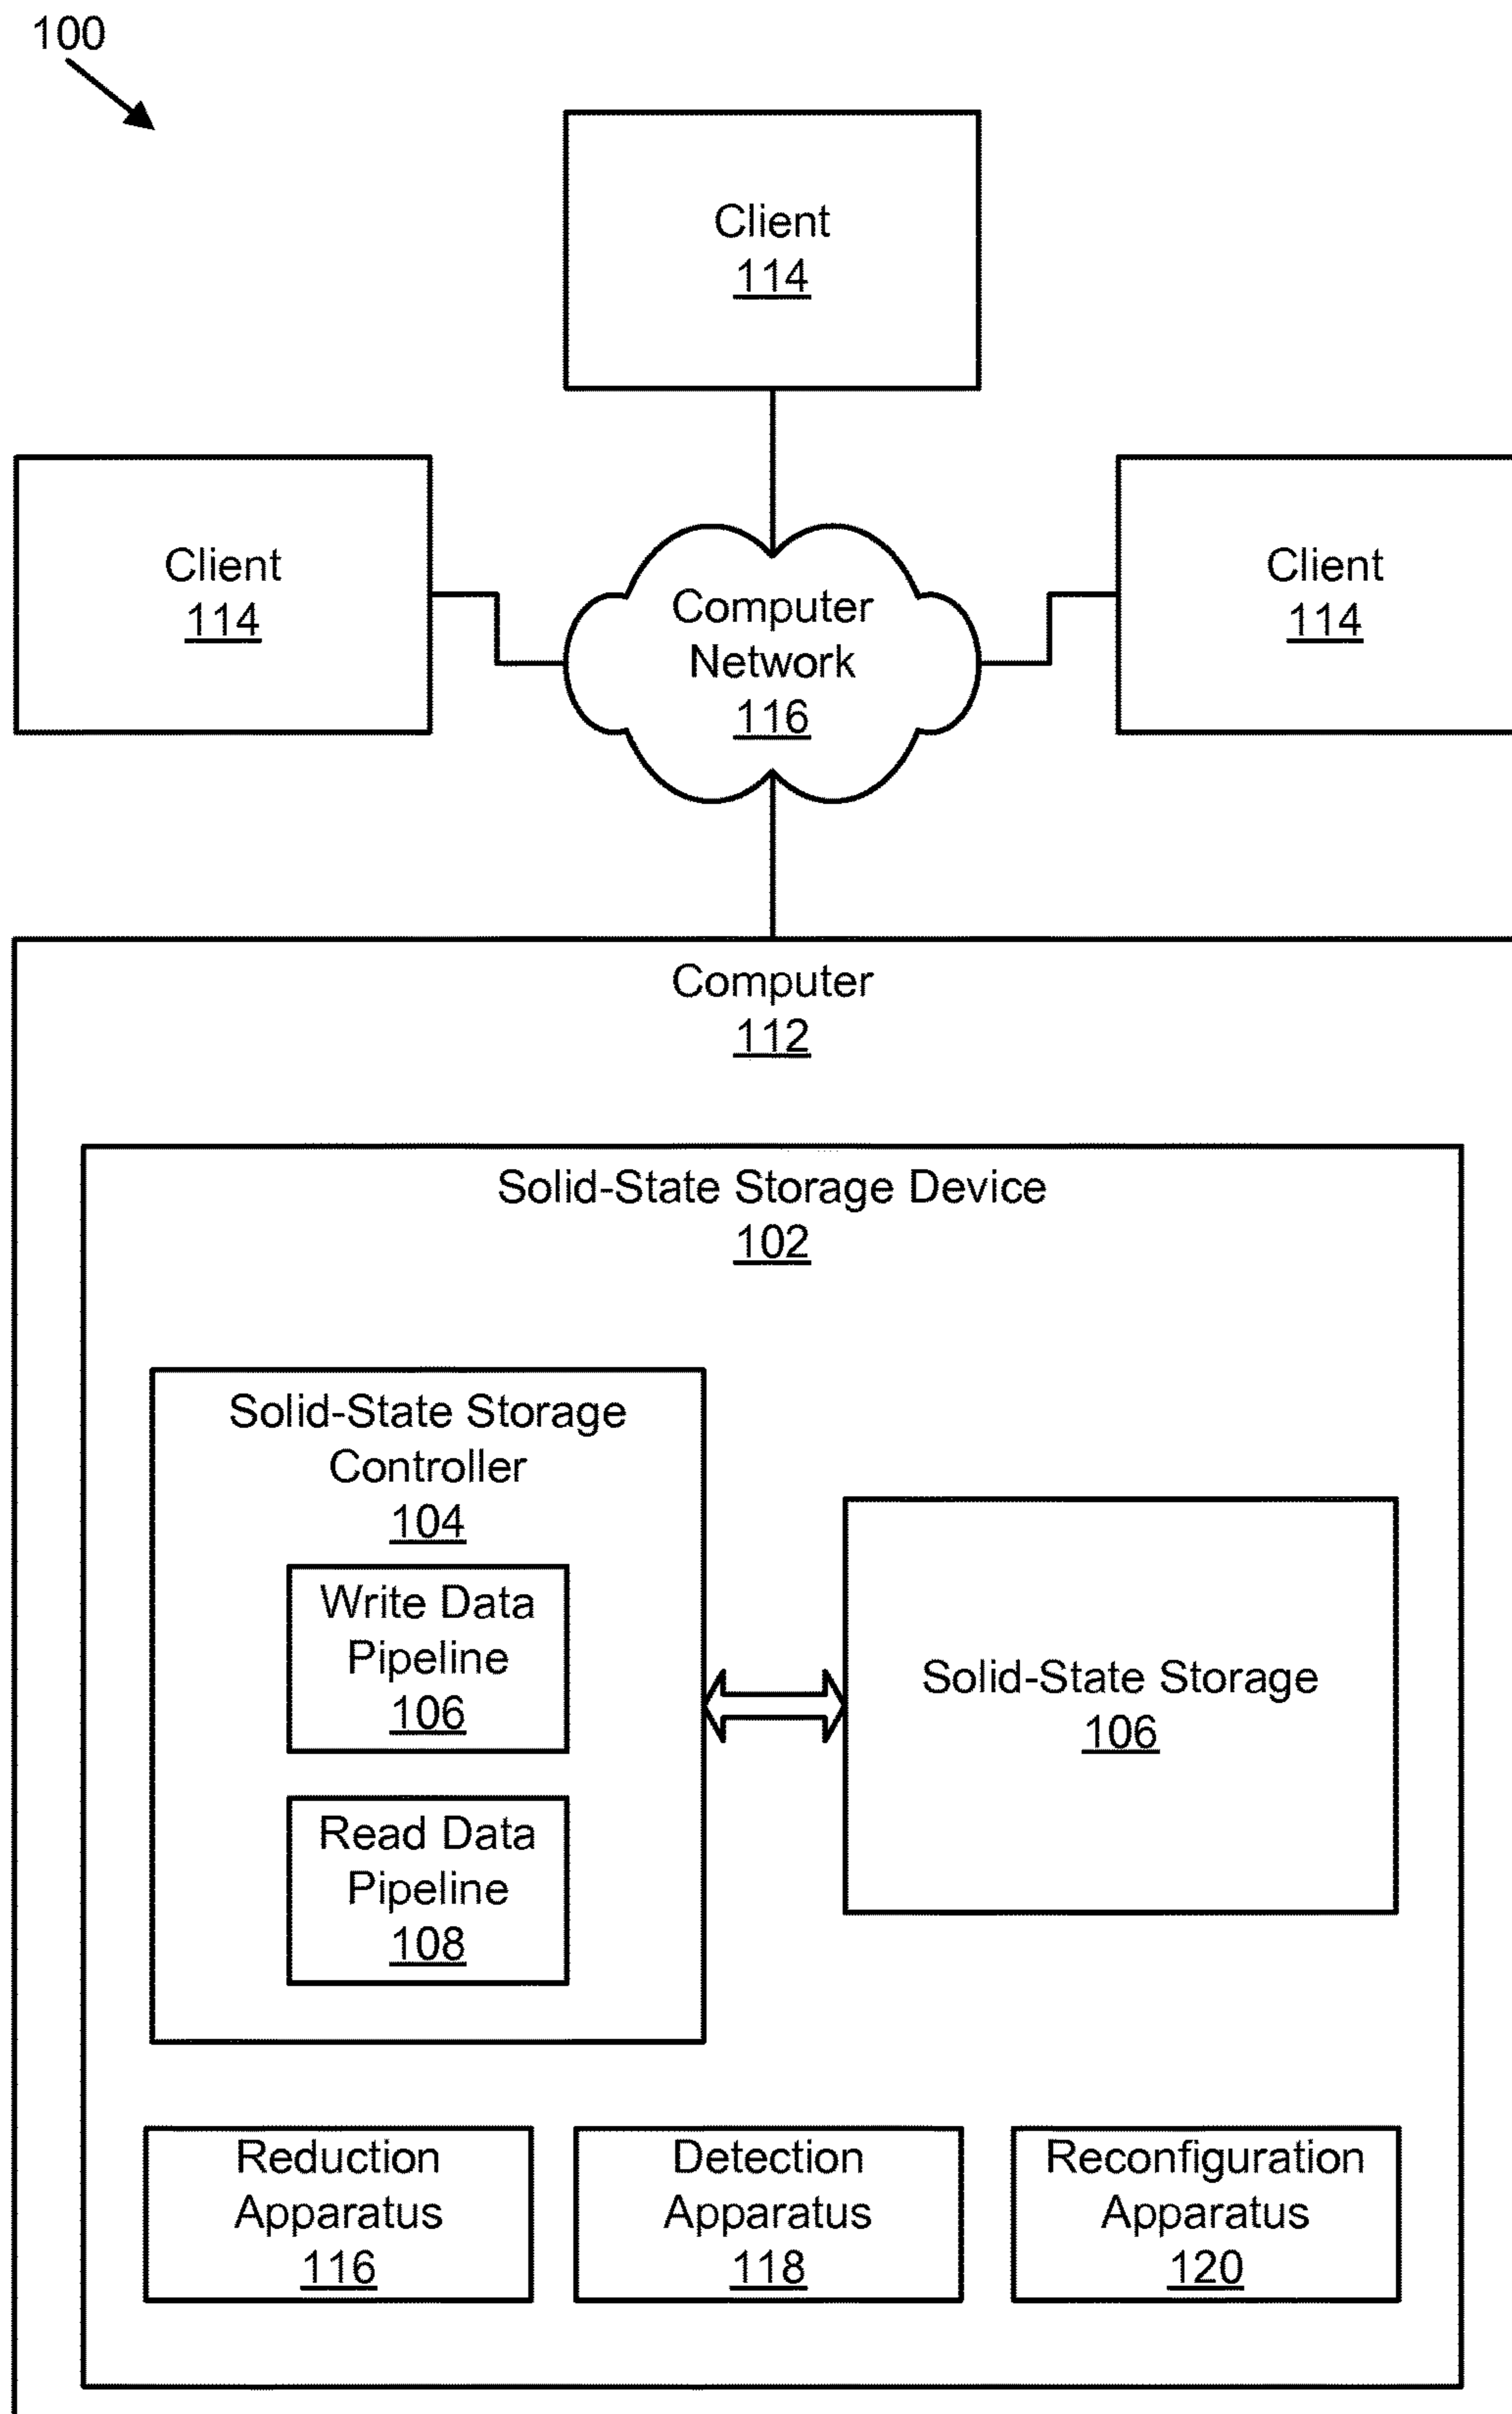 100
Client
114
Client
114
Computer
Network
116
Client
114
Computer
112
Solid-State Storage Device
102
Solid-State Storage
Controller
104
Write Data
Pipeline
106
Read Data
Pipeline
108
Solid-State Storage
106
Reduction
Apparatus
116
Detection
Apparatus
118
Reconfiguration
Apparatus
120